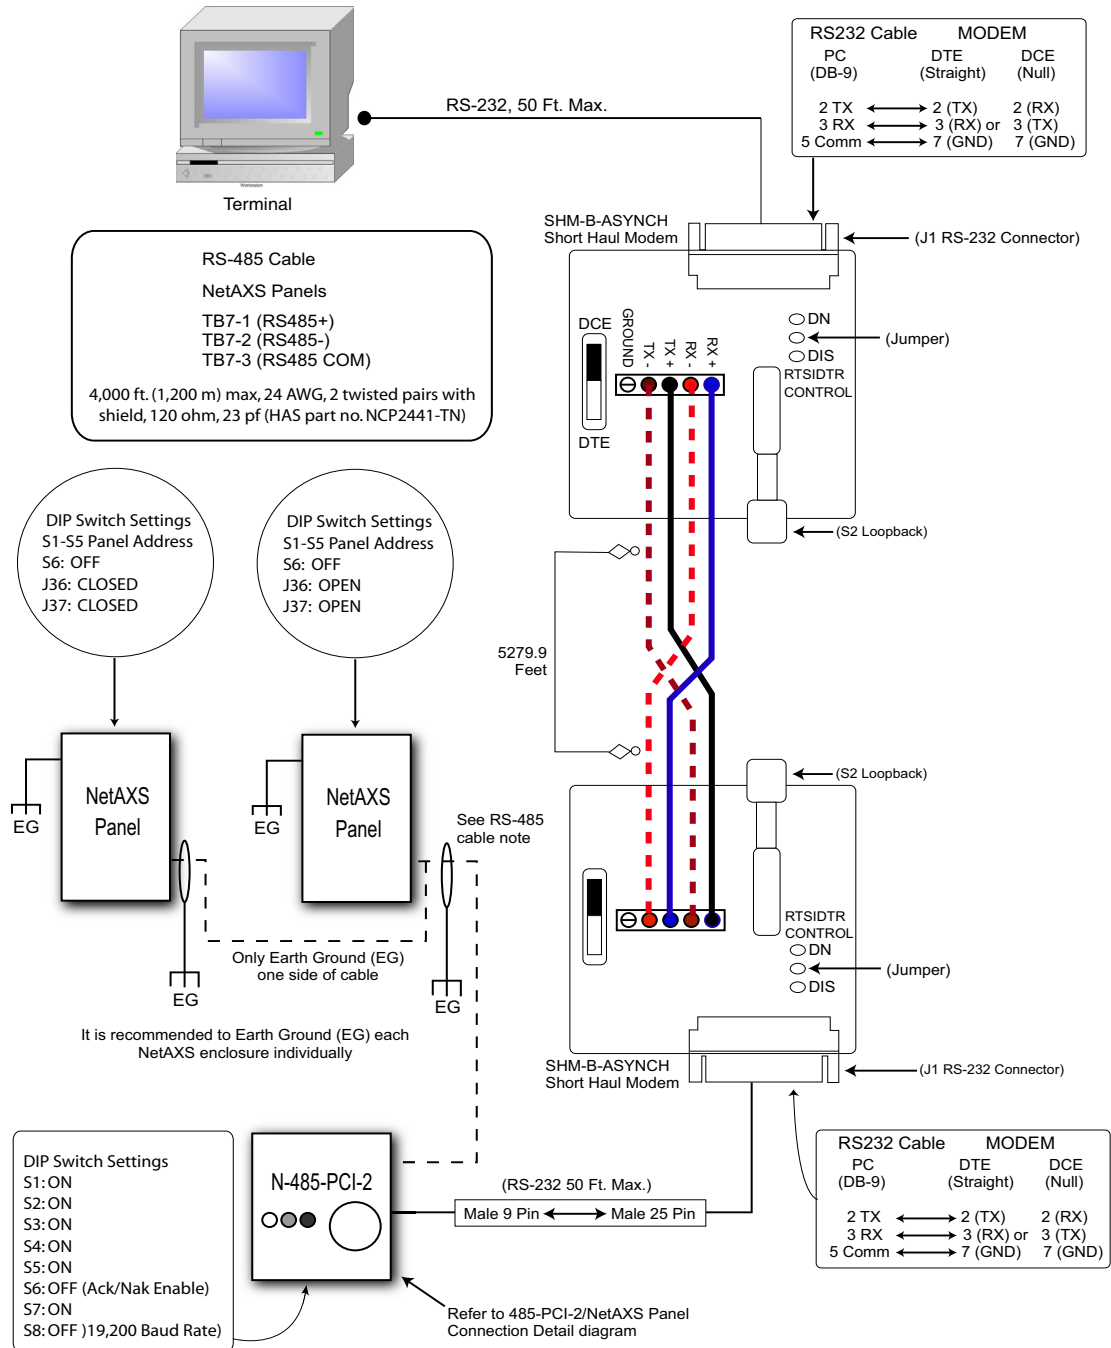 RS232 Cable MODEM
PC DTE DCE
(DB-9) (Straight) (Null)
2 TX 2 (TX) 2 (RX)
3 RX 3 (RX) or 3 (TX)
5 Comm 7 (GND) 7 (GND)
RS-232, 50 Ft. Max.
Workstation
Terminal
SHM-B-ASYNCH
Short Haul Modem
(J1 RS-232 Connector)
RS-485 Cable
NetAXS Panels
TB7-1 (RS485+)
TB7-2 (RS485-)
TB7-3 (RS485 COM)
4,000 ft. (1,200 m) max, 24 AWG, 2 twisted pairs with
shield, 120 ohm, 23 pf (HAS part no. NCP2441-TN)
DCE
DTE
GROUND
TX -
TX +
RX -
RX +
DN
(Jumper)
DIS
RTSIDTR
CONTROL
(S2 Loopback)
DIP Switch Settings
S1-S5 Panel Address
S6: OFF
J36: CLOSED
J37: CLOSED
DIP Switch Settings
S1-S5 Panel Address
S6: OFF
J36: OPEN
J37: OPEN
5279.9
Feet
NetAXS
Panel
EG
NetAXS
Panel
EG
See RS-485
cable note
(S2 Loopback)
RTSIDTR
CONTROL
DN
(Jumper)
DIS
Only Earth Ground (EG)
one side of cable
EG
EG
It is recommended to Earth Ground (EG) each
NetAXS enclosure individually
SHM-B-ASYNCH
Short Haul Modem
(J1 RS-232 Connector)
DIP Switch Settings
S1: ON
S2: ON
S3: ON
S4: ON
S5: ON
S6: OFF (Ack/Nak Enable)
S7: ON
S8: OFF )19,200 Baud Rate)
N-485-PCI-2
(RS-232 50 Ft. Max.)
Male 9 Pin Male 25 Pin
Refer to 485-PCI-2/NetAXS Panel
Connection Detail diagram
RS232 Cable MODEM
PC DTE DCE
(DB-9) (Straight) (Null)
2 TX 2 (TX) 2 (RX)
3 RX 3 (RX) or 3 (TX)
5 Comm 7 (GND) 7 (GND)